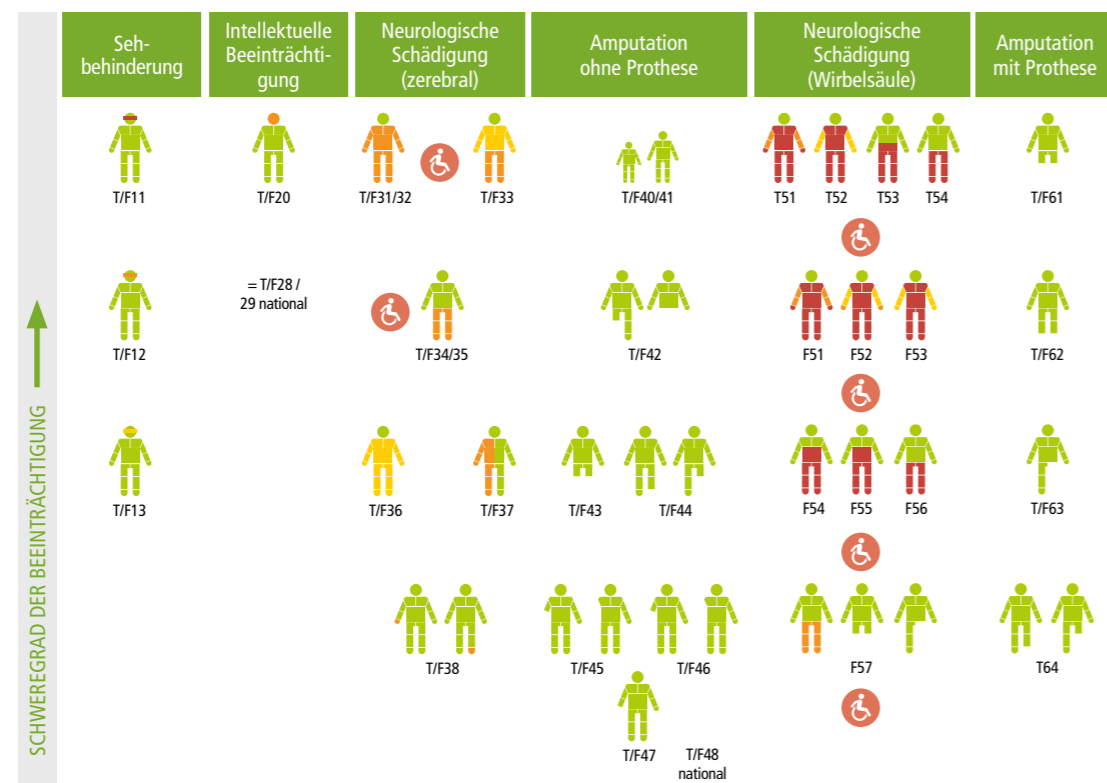 Seh-
behinderung
Intellektuelle
Beeinträchti-
gung
Neurologische
Schädigung
(zerebral)
Amputation
ohne Prothese
Neurologische
Schädigung
(Wirbelsäule)
Amputation
mit Prothese
SCHWEREGRAD DER BEEINTRÄCHTIGUNG
T/F11
T/F20
T/F31/32
T/F33
T/F40/41
T51
T52
T53
T54
T/F61
T/F12
= T/F28 /
29 national
T/F34/35
T/F42
F51
F52
F53
T/F62
T/F13
T/F36
T/F37
T/F43
T/F44
F54
F55
F56
T/F63
T/F38
T/F45
T/F46
F57
T64
T/F47
T/F48
national